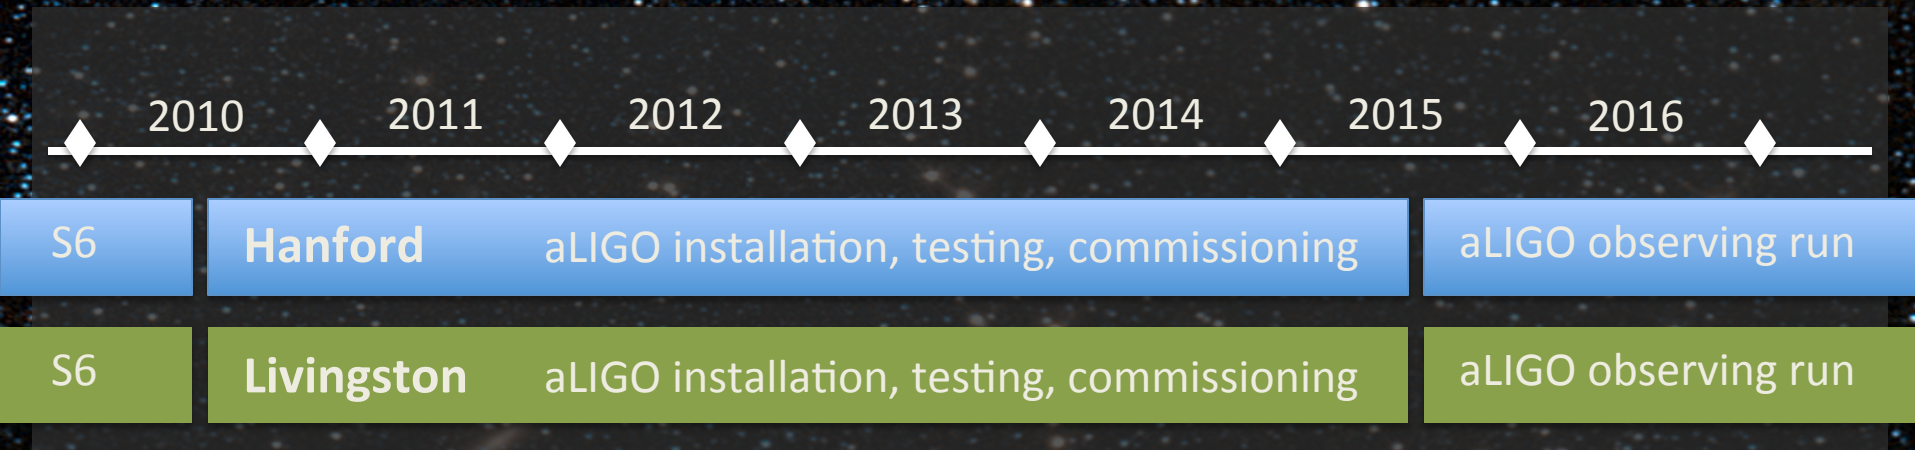 2010 2011 2012 2013 2014 2015 2016
S6 Hanford aLIGO installation, testing, commissioning aLIGO observing run
S6 Livingston aLIGO installation, testing, commissioning aLIGO observing run